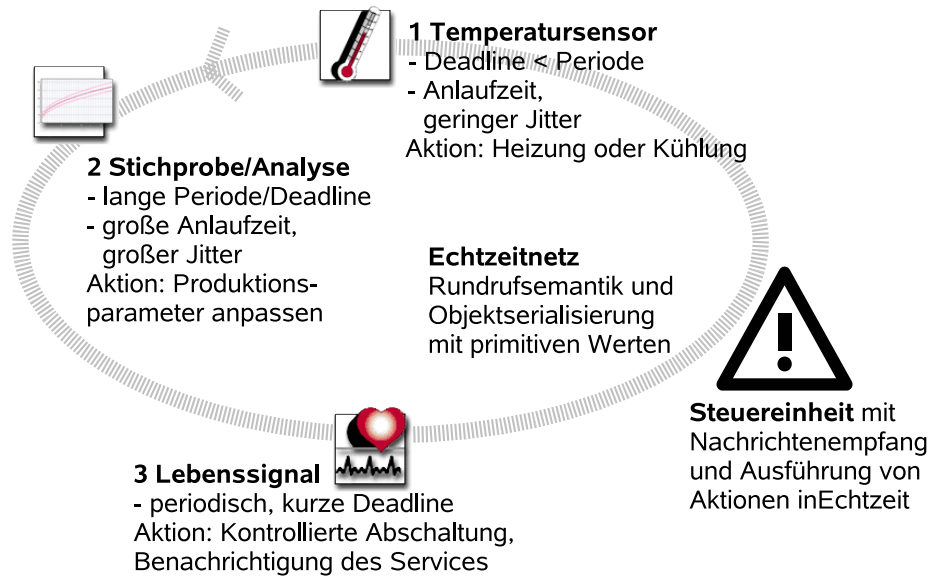 1 Temperatursensor
- Deadline < Periode
- Anlaufzeit,
geringer Jitter
Aktion: Heizung oder Kühlung
2 Stichprobe/Analyse
- lange Periode/Deadline
- große Anlaufzeit,
großer Jitter
Aktion: Produktions-
parameter anpassen
Echtzeitnetz
Rundrufsemantik und
Objektserialisierung
mit primitiven Werten
Steuereinheit mit
Nachrichtenempfang
und Ausführung von
Aktionen inEchtzeit
3 Lebenssignal
- periodisch, kurze Deadline
Aktion: Kontrollierte Abschaltung,
Benachrichtigung des Services